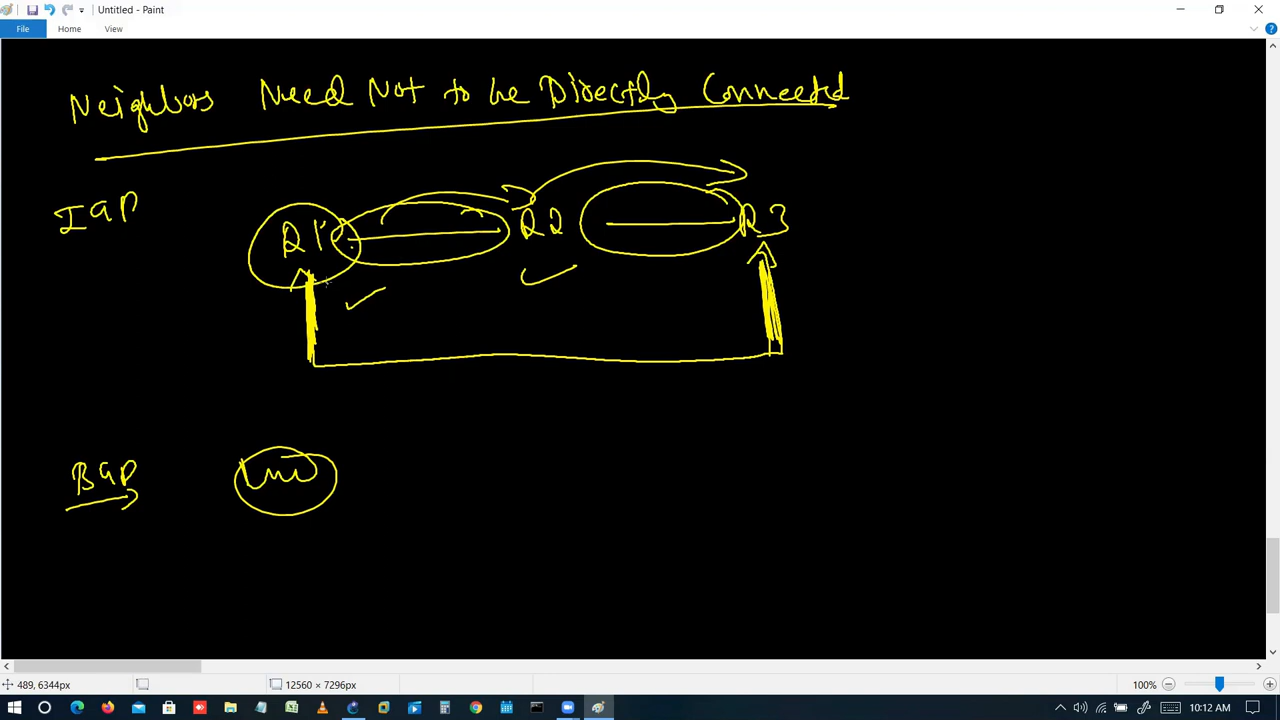 Untitled - Paint
File Home View
Neighbors Need Not to be Directly Connected
IGP R1 R2 R3
BGP Uni
489, 6344px 12560 × 7296px 100%
10:12 AM